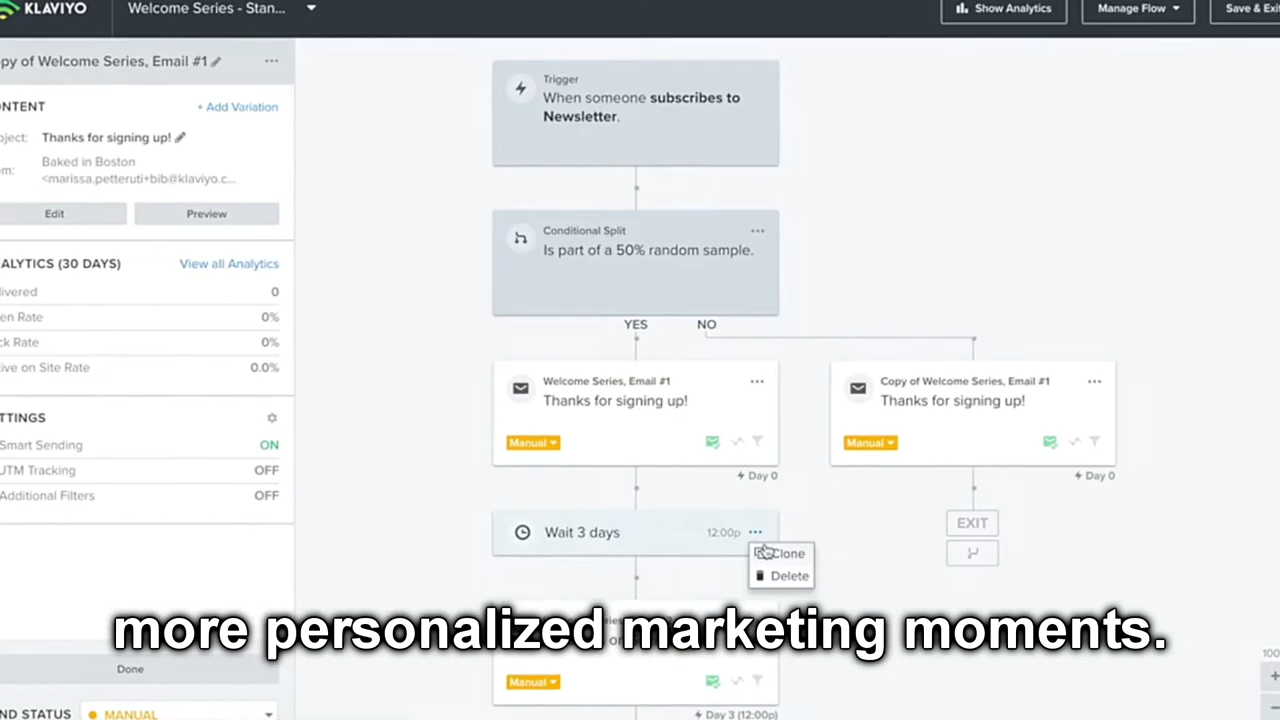 KLAVIYO
Welcome Series - Stan...
Show Analytics
Manage Flow
Save & Exi
py of Welcome Series, Email #1
ONTENT
+ Add Variation
bject: Thanks for signing up!
om: Baked in Boston
<marissa.petteruti+bib@klaviyo.c...
Edit
Preview
ALYTICS (30 DAYS)
View all Analytics
livered 0
en Rate 0%
ck Rate 0%
tive on Site Rate 0.0%
TTINGS
Smart Sending ON
UTM Tracking OFF
Additional Filters OFF
Done
ND STATUS
MANUAL
Trigger
When someone subscribes to
Newsletter.
Conditional Split
Is part of a 50% random sample.
YES
NO
Welcome Series, Email #1
Thanks for signing up!
Manual
Day 0
Copy of Welcome Series, Email #1
Thanks for signing up!
Manual
Day 0
EXIT
Wait 3 days
12:00p
Clone
Delete
more personalized marketing moments.
Manual
Day 3 (12:00p)
100